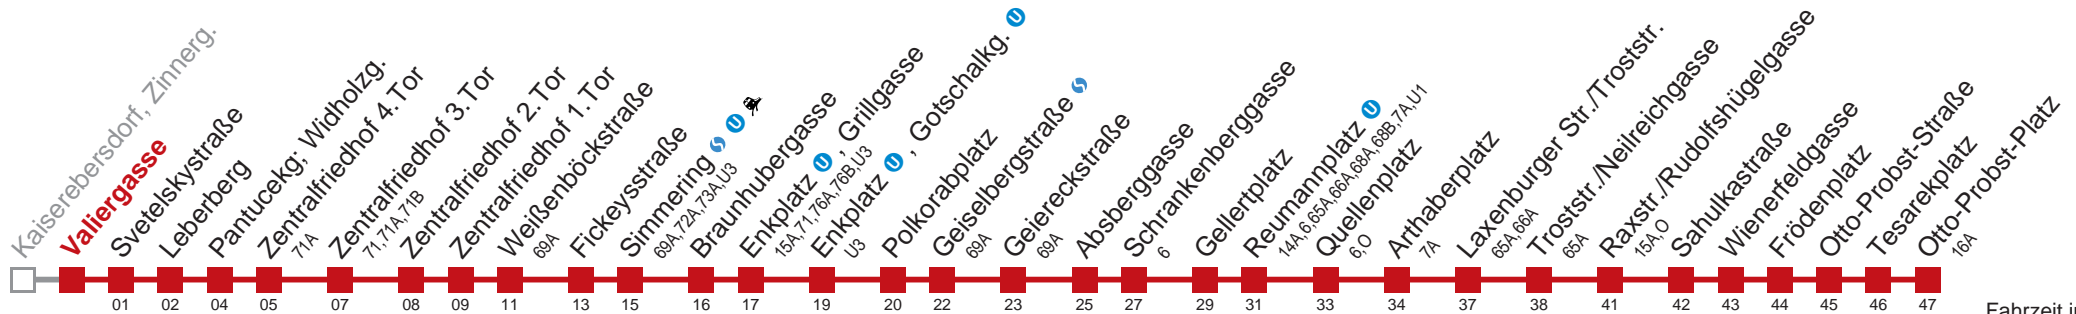 Kaiserebersdorf, Zinnerg.
Valiergasse
Svetelskystraße
Leberberg
Pantucekg; Widholzg.
Zentralfriedhof 4.Tor
71A
Zentralfriedhof 3.Tor
71,71A,71B
Zentralfriedhof 2.Tor
Zentralfriedhof 1.Tor
Weißenböckstraße
69A
Fickeysstraße
Simmering S U
69A,72A,73A,U3
Braunhubergasse
Enkplatz U , Grillgasse
15A,71,76A,76B,U3
Enkplatz U , Gotschalkg. U
U3
Polkorabplatz
Geiselbergstraße S
69A
Geiereckstraße
69A
Absberggasse
Schrankenberggasse
6
Gellertplatz
Reumannplatz U
14A,6,65A,66A,68A,68B,7A,U1
Quellenplatz
6,O
Arthaberplatz
7A
Laxenburger Str./Troststr.
65A,66A
Troststr./Neilreichgasse
65A
Raxstr./Rudolfshügelgasse
15A,O
Sahulkastraße
Wienerfeldgasse
Frödenplatz
Otto-Probst-Straße
Tesarekplatz
Otto-Probst-Platz
16A
01 02 04 05 07 08 09 11 13 15 16 17 19 20 22 23 25 27 29 31 33 34 37 38 41 42 43 44 45 46 47
Fahrzeit i